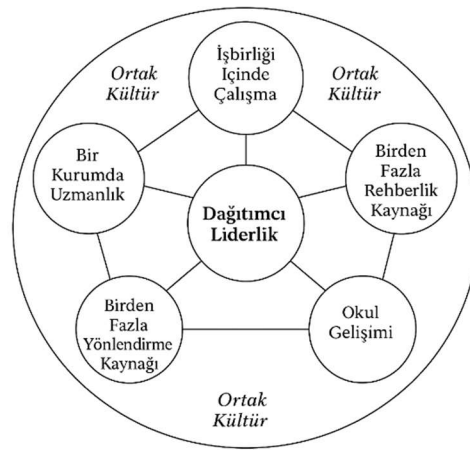 İşbirliği
Içinde
Çalışma
Ortak
Kültür
Ortak
Kültür
Bir
Kurumda
Uzmanlık
Birden
Fazla
Rehberlik
Kaynağı
Dağıtımcı
Liderlik
Birden
Fazla
Yönlendirme
Kaynağı
Okul
Gelişimi
Ortak
Kültür